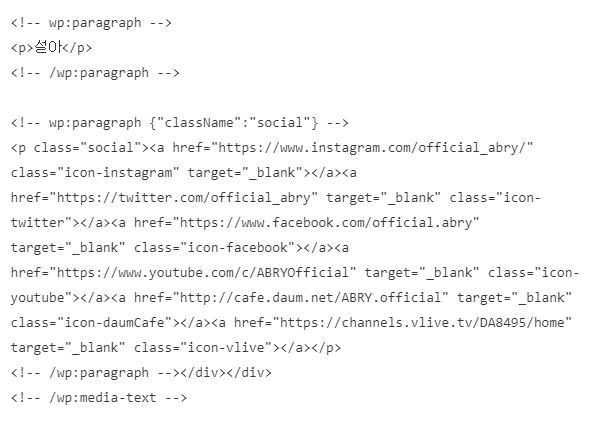 <!-- wp:paragraph -->
<p>설아</p>
<!-- /wp:paragraph -->

<!-- wp:paragraph {"className":"social"} -->
<p class="social"><a href="https://www.instagram.com/official_abry/"
class="icon-instagram" target="_blank"></a><a
href="https://twitter.com/official_abry" target="_blank" class="icon-
twitter"></a><a href="https://www.facebook.com/official.abry"
target="_blank" class="icon-facebook"></a><a
href="https://www.youtube.com/c/ABRYOfficial" target="_blank" class="icon-
youtube"></a><a href="http://cafe.daum.net/ABRY.official" target="_blank"
class="icon-daumCafe"></a><a href="https://channels.vlive.tv/DA8495/home"
target="_blank" class="icon-vlive"></a></p>
<!-- /wp:paragraph --></div></div>
<!-- /wp:media-text -->